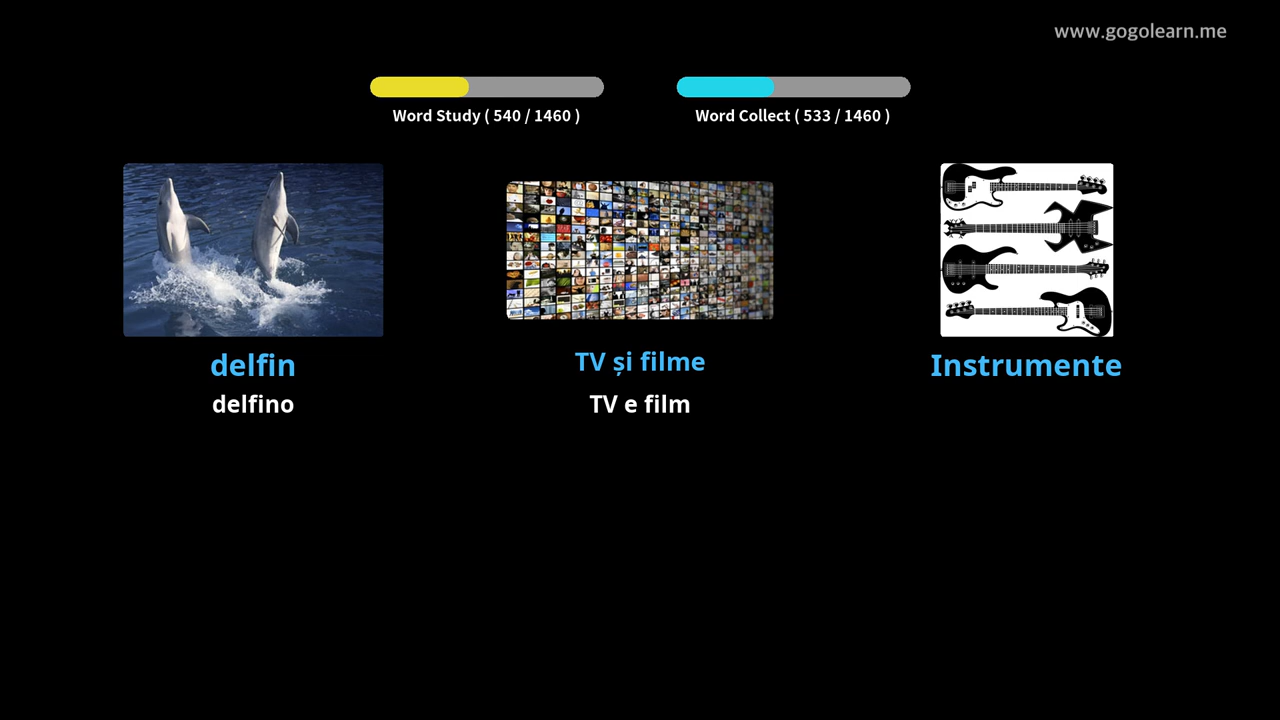 www.gogolearn.me
Word Study ( 540 / 1460 )
Word Collect ( 533 / 1460 )
delfin
delfino
TV și filme
TV e film
Instrumente